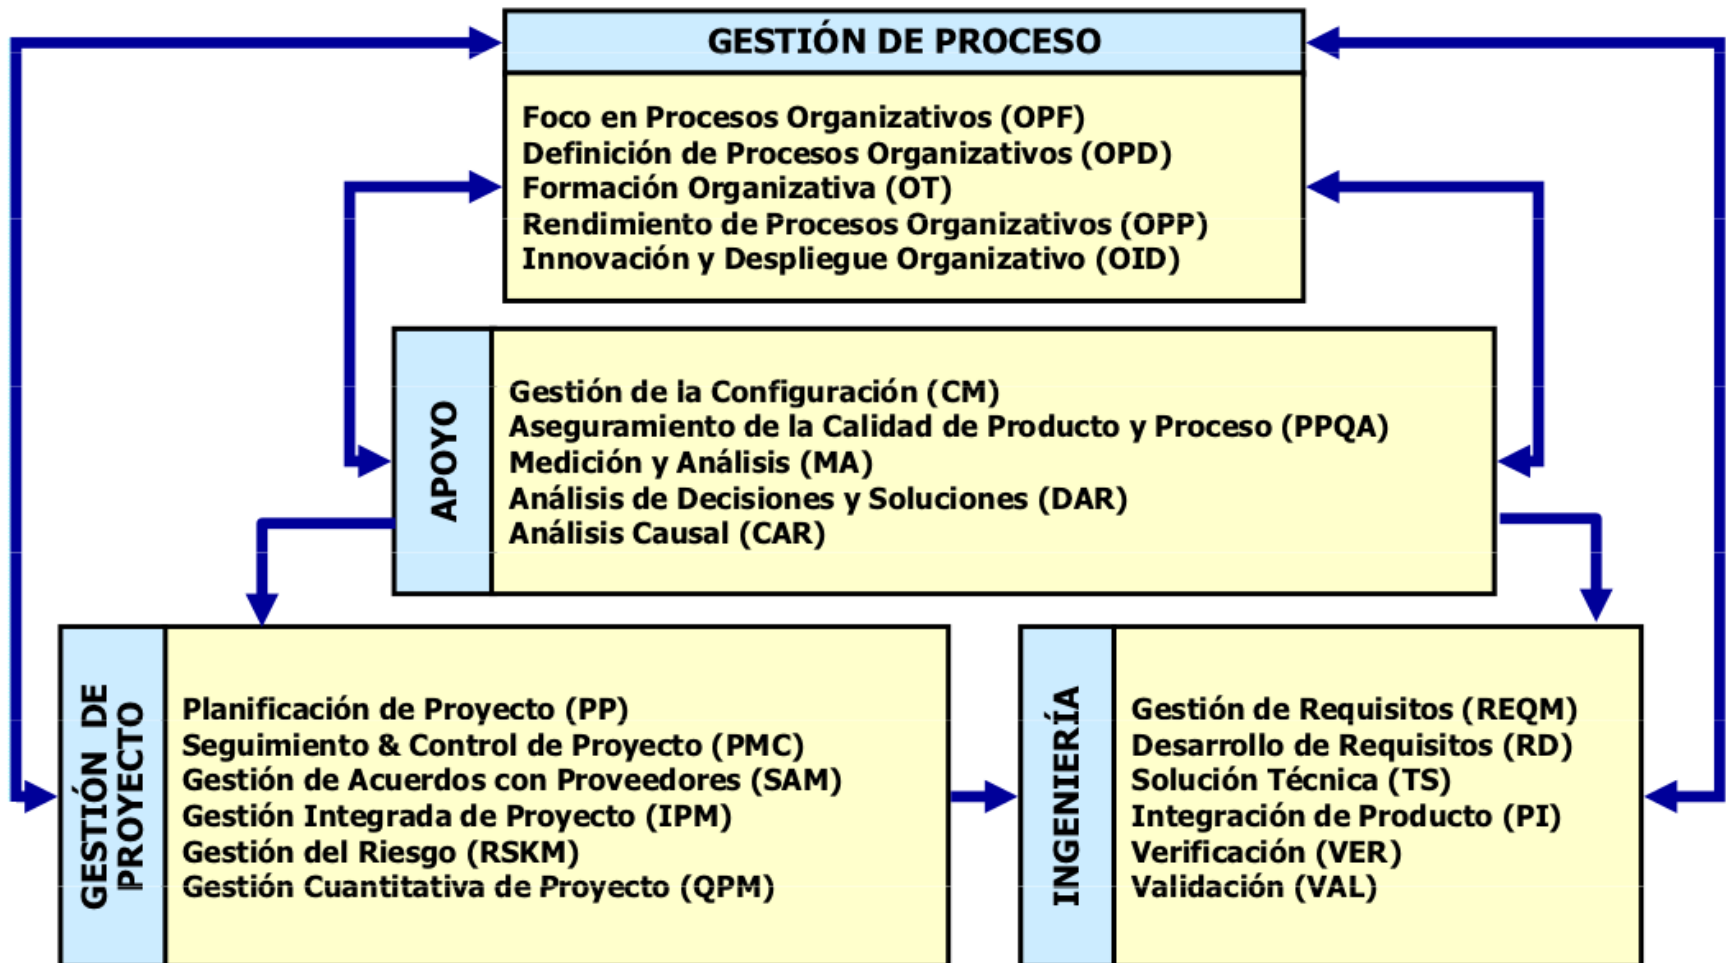 GESTIÓN DE PROCESO
Foco en Procesos Organizativos (OPF)
Definición de Procesos Organizativos (OPD)
Formación Organizativa (OT)
Rendimiento de Procesos Organizativos (OPP)
Innovación y Despliegue Organizativo (OID)
APOYO
Gestión de la Configuración (CM)
Aseguramiento de la Calidad de Producto y Proceso (PPQA)
Medición y Análisis (MA)
Análisis de Decisiones y Soluciones (DAR)
Análisis Causal (CAR)
GESTIÓN DE
PROYECTO
Planificación de Proyecto (PP)
Seguimiento & Control de Proyecto (PMC)
Gestión de Acuerdos con Proveedores (SAM)
Gestión Integrada de Proyecto (IPM)
Gestión del Riesgo (RSKM)
Gestión Cuantitativa de Proyecto (QPM)
INGENIERÍA
Gestión de Requisitos (REQM)
Desarrollo de Requisitos (RD)
Solución Técnica (TS)
Integración de Producto (PI)
Verificación (VER)
Validación (VAL)